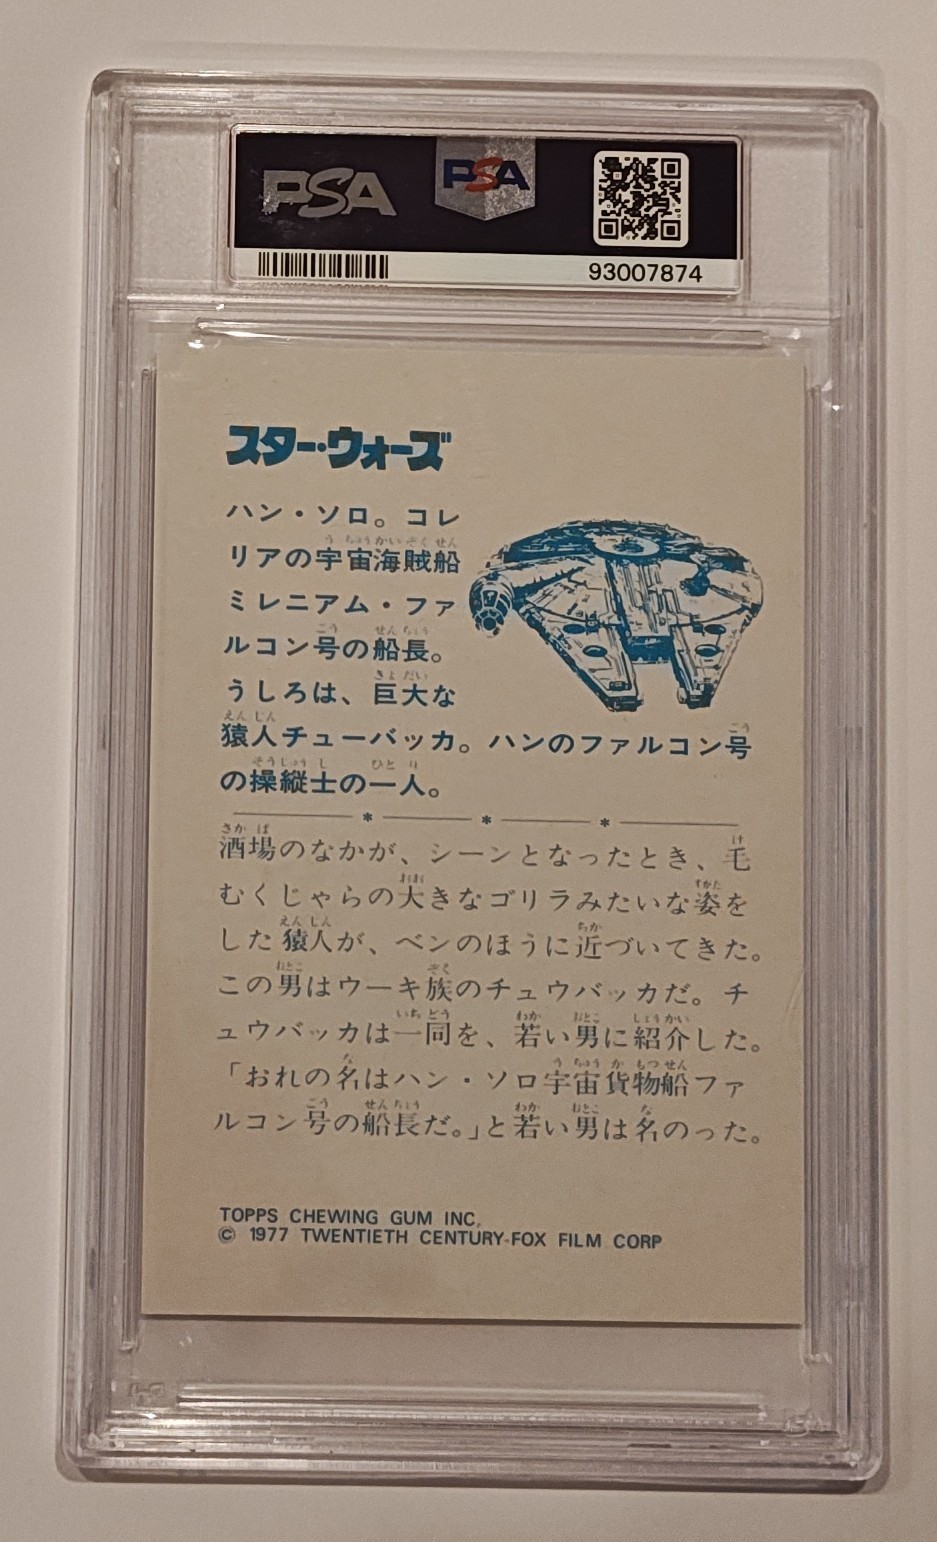 PSA
PSA
93007874
スター・ウォーズ
ハン・ソロ。コレ
リアの宇宙海賊船
ミレニアム・ファ
ルコン号の船長。
うしろは、巨大な
猿人チューバッカ。ハンのファルコン号
の操縦士の一人。
酒場のなかが、シーンとなったとき、毛
むくじゃらの大きなゴリラみたいな姿を
した猿人が、ベンのほうに近づいてきた。
この男はウーキ族のチュウバッカだ。チ
ュウバッカは一同を、若い男に紹介した。
「おれの名はハン・ソロ宇宙貨物船ファ
ルコン号の船長だ。」と若い男は名のった。
TOPPS CHEWING GUM INC.
© 1977 TWENTIETH CENTURY-FOX FILM CORP